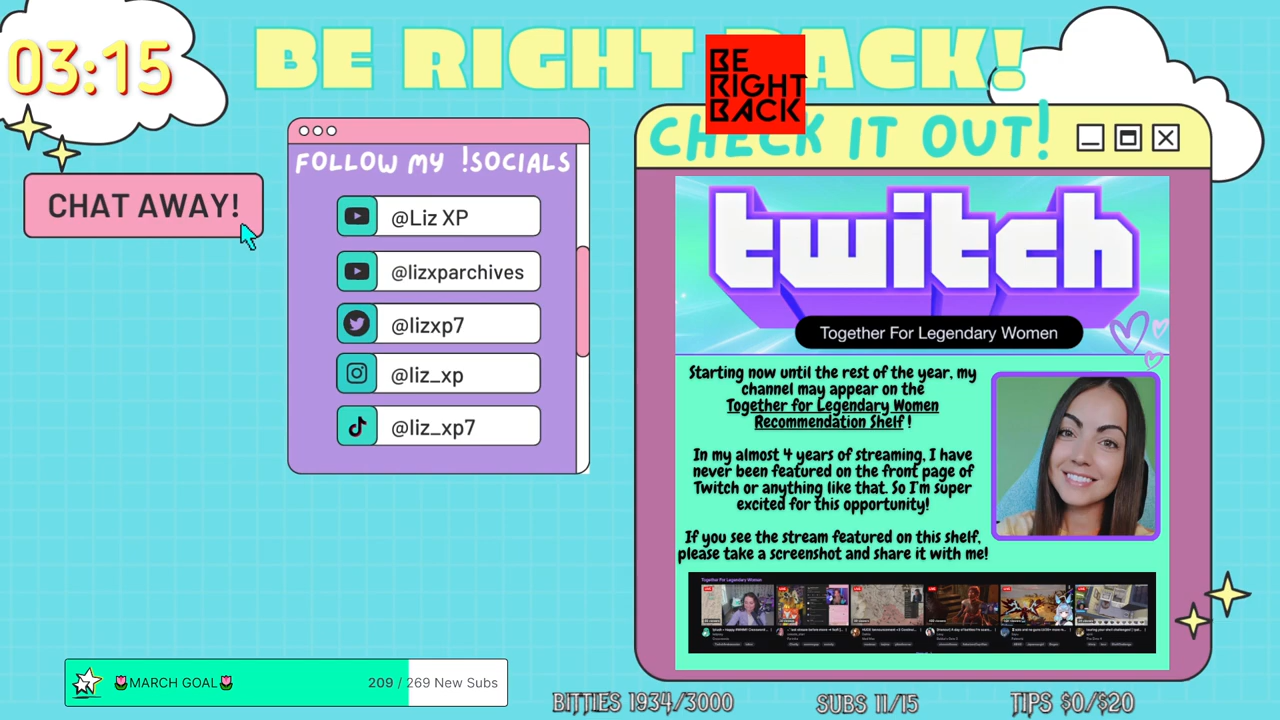 03:15
BE RIGHT BACK!
BE
RIGHT
BACK
CHAT AWAY!
FOLLOW MY !SOCIALS
@Liz XP
@lizxparchives
@lizxp7
@liz_xp
@liz_xp7
CHECK IT OUT!
twitch
Together For Legendary Women
Starting now until the rest of the year, my
channel may appear on the
Together for Legendary Women
Recommendation Shelf !
In my almost 4 years of streaming, I have
never been featured on the front page of
Twitch or anything like that. So I'm super
excited for this opportunity!
If you see the stream featured on this shelf,
please take a screenshot and share it with me!
Together For Legendary Women
🌷MARCH GOAL🌷 209 / 269 New Subs
BITTIES 1934/3000
SUBS 11/15
TIPS $0/$20